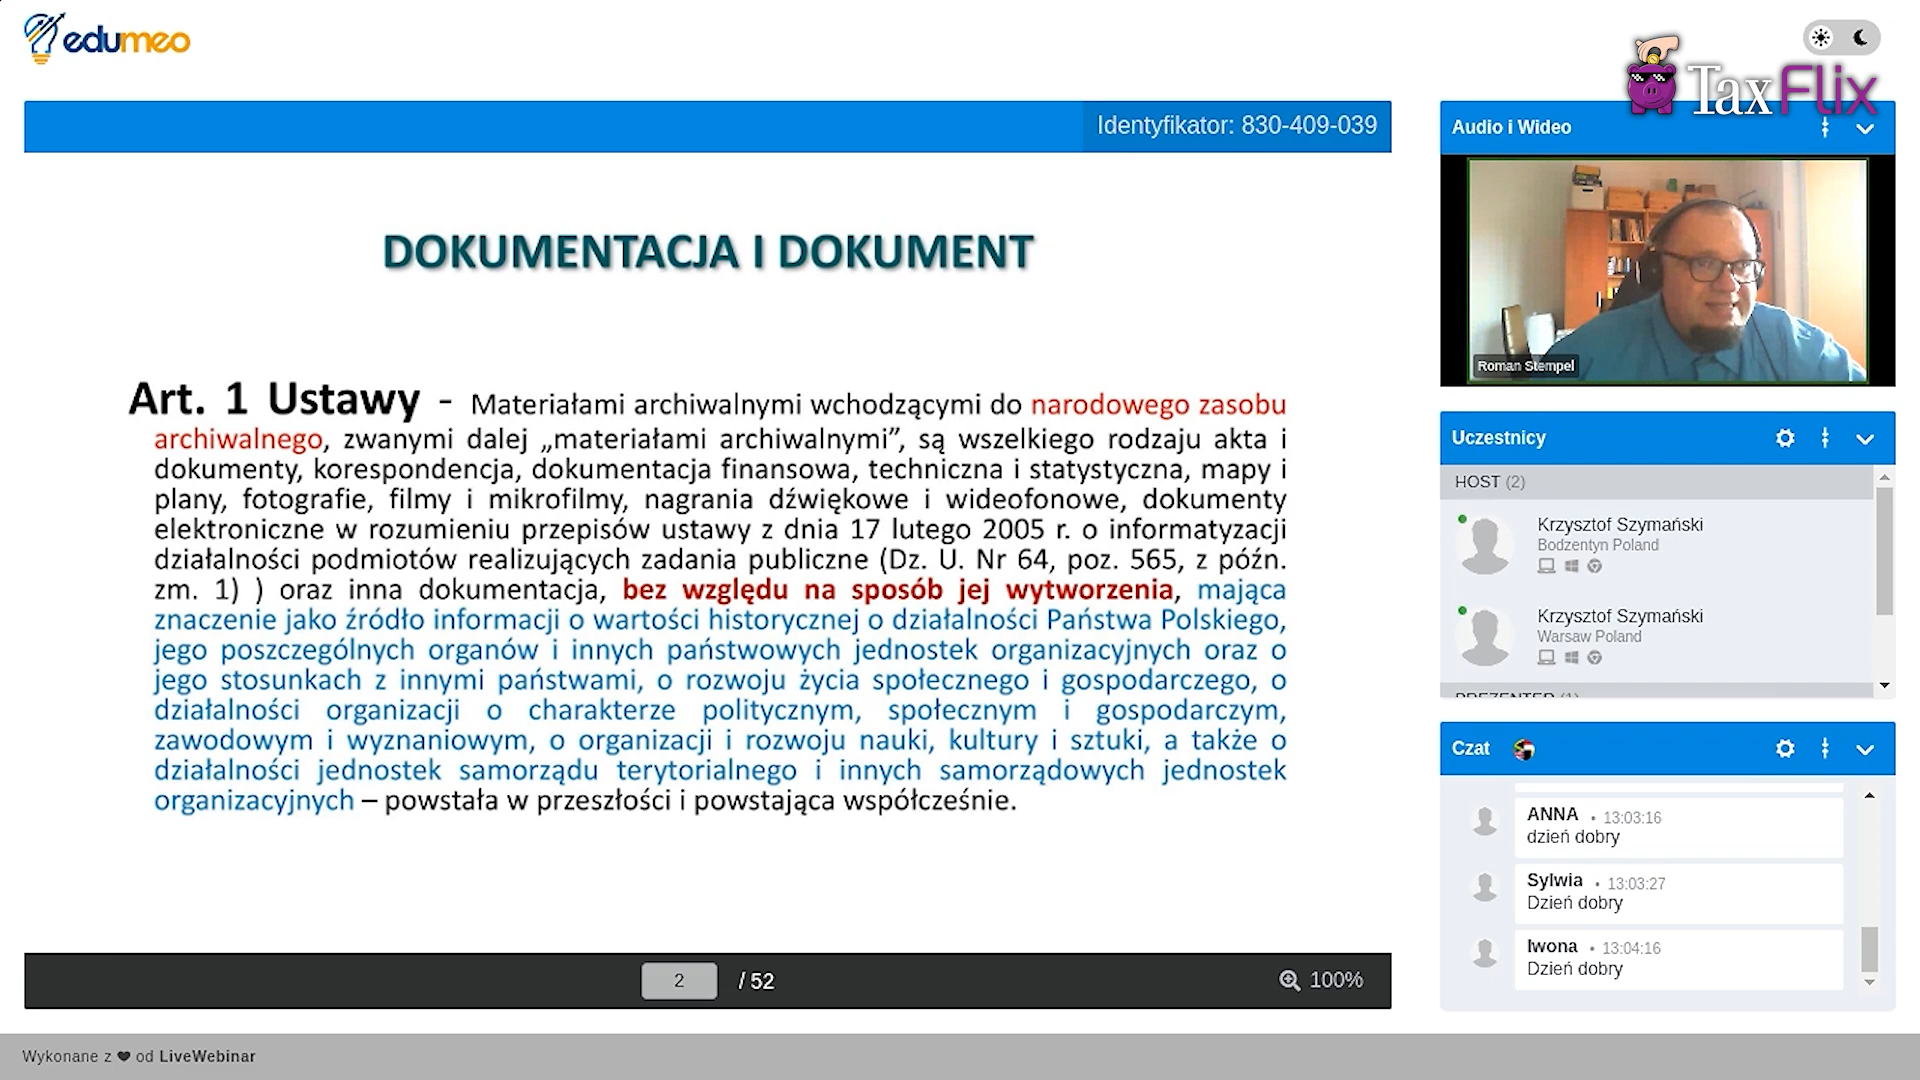 edumeo
TaxFlix
Identyfikator: 830-409-039
DOKUMENTACJA I DOKUMENT
Art. 1 Ustawy - Materiałami archiwalnymi wchodzącymi do narodowego zasobu
archiwalnego, zwanymi dalej „materiałami archiwalnymi”, są wszelkiego rodzaju akta i
dokumenty, korespondencja, dokumentacja finansowa, techniczna i statystyczna, mapy i
plany, fotografie, filmy i mikrofilmy, nagrania dźwiękowe i wideofonowe, dokumenty
elektroniczne w rozumieniu przepisów ustawy z dnia 17 lutego 2005 r. o informatyzacji
działalności podmiotów realizujących zadania publiczne (Dz. U. Nr 64, poz. 565, z późn.
zm. 1) ) oraz inna dokumentacja, bez względu na sposób jej wytworzenia, mająca
znaczenie jako źródło informacji o wartości historycznej o działalności Państwa Polskiego,
jego poszczególnych organów i innych państwowych jednostek organizacyjnych oraz o
jego stosunkach z innymi państwami, o rozwoju życia społecznego i gospodarczego, o
działalności organizacji o charakterze politycznym, społecznym i gospodarczym,
zawodowym i wyznaniowym, o organizacji i rozwoju nauki, kultury i sztuki, a także o
działalności jednostek samorządu terytorialnego i innych samorządowych jednostek
organizacyjnych – powstała w przeszłości i powstająca współcześnie.
2 / 52
100%
Audio i Wideo
Roman Stempel
Uczestnicy
HOST (2)
Krzysztof Szymański
Bodzentyn Poland
Krzysztof Szymański
Warsaw Poland
PREZENTER (1)
Czat
ANNA • 13:03:16
dzień dobry
Sylwia • 13:03:27
Dzień dobry
Iwona • 13:04:16
Dzień dobry
Wykonane z ❤ od LiveWebinar